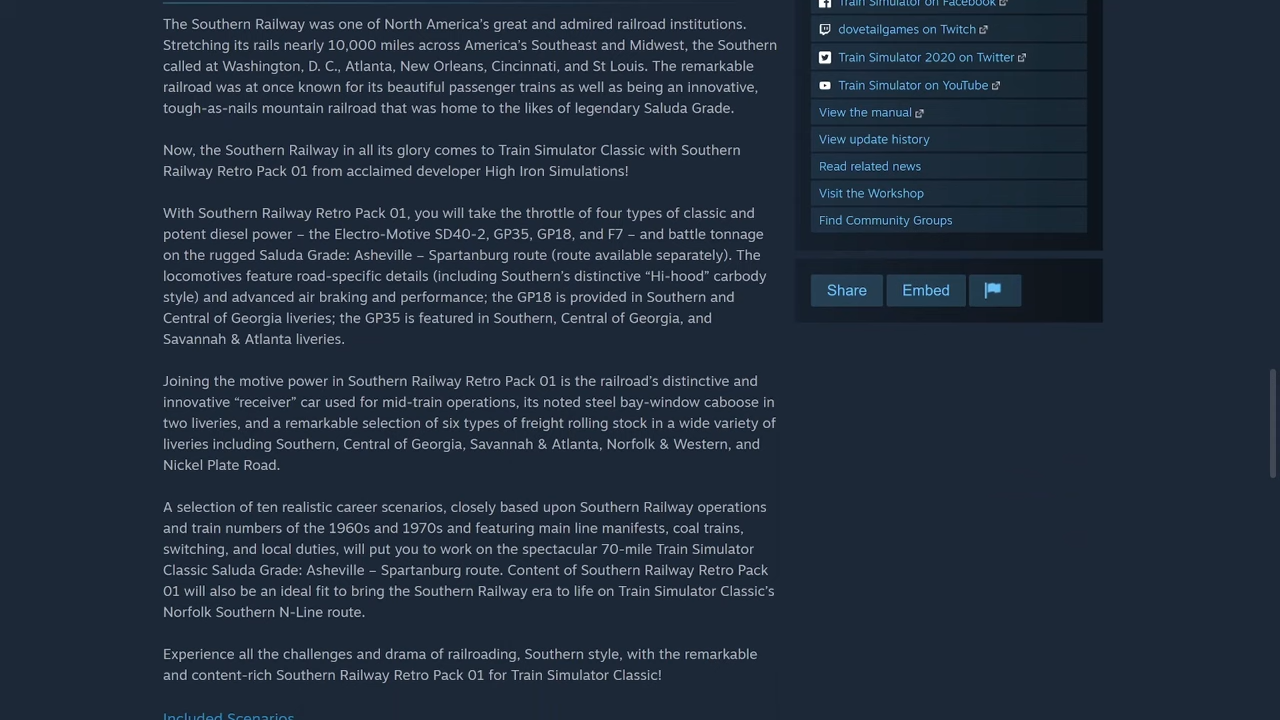 The Southern Railway was one of North America’s great and admired railroad institutions.
Stretching its rails nearly 10,000 miles across America’s Southeast and Midwest, the Southern
called at Washington, D. C., Atlanta, New Orleans, Cincinnati, and St Louis. The remarkable
railroad was at once known for its beautiful passenger trains as well as being an innovative,
tough-as-nails mountain railroad that was home to the likes of legendary Saluda Grade.
Now, the Southern Railway in all its glory comes to Train Simulator Classic with Southern
Railway Retro Pack 01 from acclaimed developer High Iron Simulations!
With Southern Railway Retro Pack 01, you will take the throttle of four types of classic and
potent diesel power – the Electro-Motive SD40-2, GP35, GP18, and F7 – and battle tonnage
on the rugged Saluda Grade: Asheville – Spartanburg route (route available separately). The
locomotives feature road-specific details (including Southern’s distinctive “Hi-hood” carbody
style) and advanced air braking and performance; the GP18 is provided in Southern and
Central of Georgia liveries; the GP35 is featured in Southern, Central of Georgia, and
Savannah & Atlanta liveries.
Joining the motive power in Southern Railway Retro Pack 01 is the railroad’s distinctive and
innovative “receiver” car used for mid-train operations, its noted steel bay-window caboose in
two liveries, and a remarkable selection of six types of freight rolling stock in a wide variety of
liveries including Southern, Central of Georgia, Savannah & Atlanta, Norfolk & Western, and
Nickel Plate Road.
A selection of ten realistic career scenarios, closely based upon Southern Railway operations
and train numbers of the 1960s and 1970s and featuring main line manifests, coal trains,
switching, and local duties, will put you to work on the spectacular 70-mile Train Simulator
Classic Saluda Grade: Asheville – Spartanburg route. Content of Southern Railway Retro Pack
01 will also be an ideal fit to bring the Southern Railway era to life on Train Simulator Classic’s
Norfolk Southern N-Line route.
Experience all the challenges and drama of railroading, Southern style, with the remarkable
and content-rich Southern Railway Retro Pack 01 for Train Simulator Classic!
Included Scenarios
Train Simulator on Facebook
dovetailgames on Twitch
Train Simulator 2020 on Twitter
Train Simulator on YouTube
View the manual
View update history
Read related news
Visit the Workshop
Find Community Groups
Share
Embed